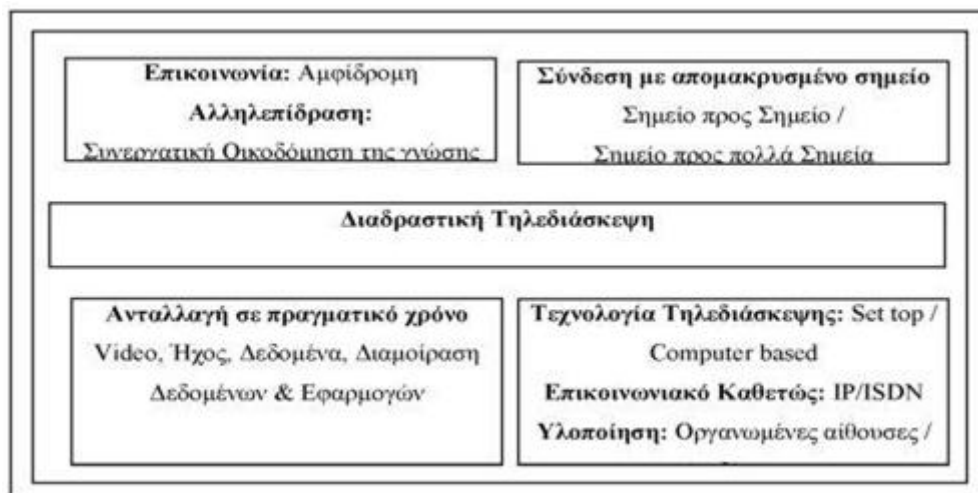 Επικοινωνία: Αμφίδρομη
Αλληλεπίδραση:
Συνεργατική Οικοδόμηση της γνώσης
Σύνδεση με απομακρυσμένο σημείο
Σημείο προς Σημείο /
Σημείο προς πολλά Σημεία
Διαδραστική Τηλεδιάσκεψη
Ανταλλαγή σε πραγματικό χρόνο
Video, Ήχος, Δεδομένα, Διαμοίραση
Δεδομένων & Εφαρμογών
Τεχνολογία Τηλεδιάσκεψης: Set top /
Computer based
Επικοινωνιακό Καθετώς: IP/ISDN
Υλοποίηση: Οργανωμένες αίθουσες /